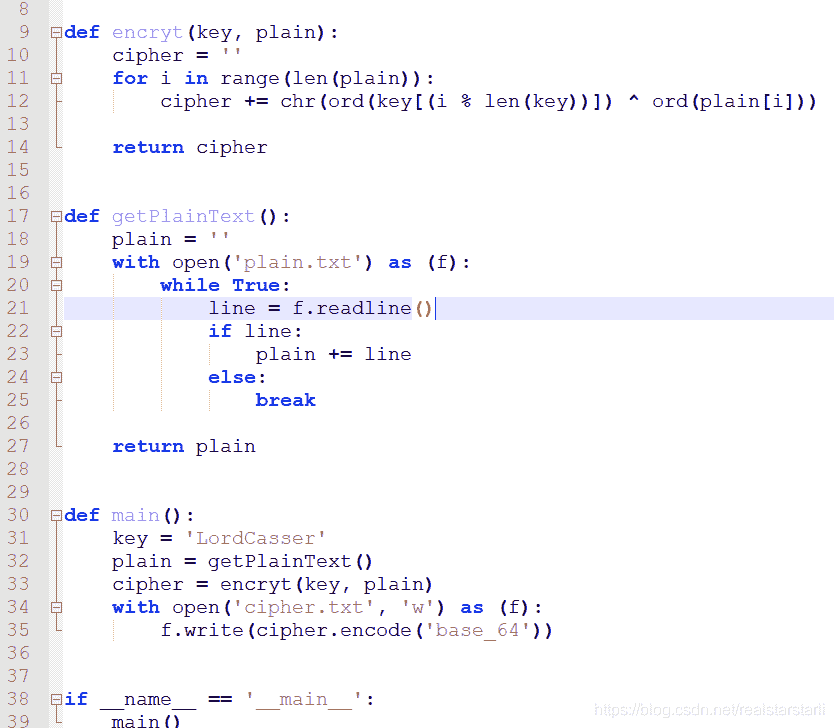 8
9 def encryt(key, plain):
10 cipher = ''
11 for i in range(len(plain)):
12 cipher += chr(ord(key[(i % len(key))]) ^ ord(plain[i]))
13
14 return cipher
15
16
17 def getPlainText():
18 plain = ''
19 with open('plain.txt') as (f):
20 while True:
21 line = f.readline()
22 if line:
23 plain += line
24 else:
25 break
26
27 return plain
28
29
30 def main():
31 key = 'LordCasser'
32 plain = getPlainText()
33 cipher = encryt(key, plain)
34 with open('cipher.txt', 'w') as (f):
35 f.write(cipher.encode('base_64'))
36
37
38 if __name__ == '__main__':
39 main()
https://blog.csdn.net/realstarstarli